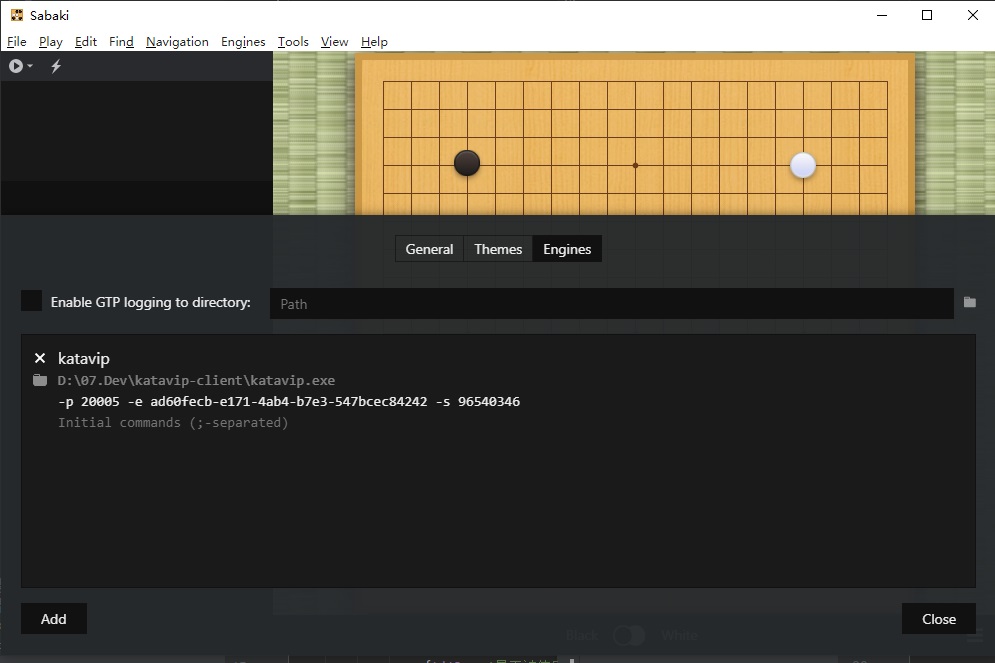 Sabaki
File Play Edit Find Navigation Engines Tools View Help
General Themes Engines
Enable GTP logging to directory: Path
katavip
D:\07.Dev\katavip-client\katavip.exe
-p 20005 -e ad60fecb-e171-4ab4-b7e3-547bcec84242 -s 96540346
Initial commands (;-separated)
Add Close
Black White